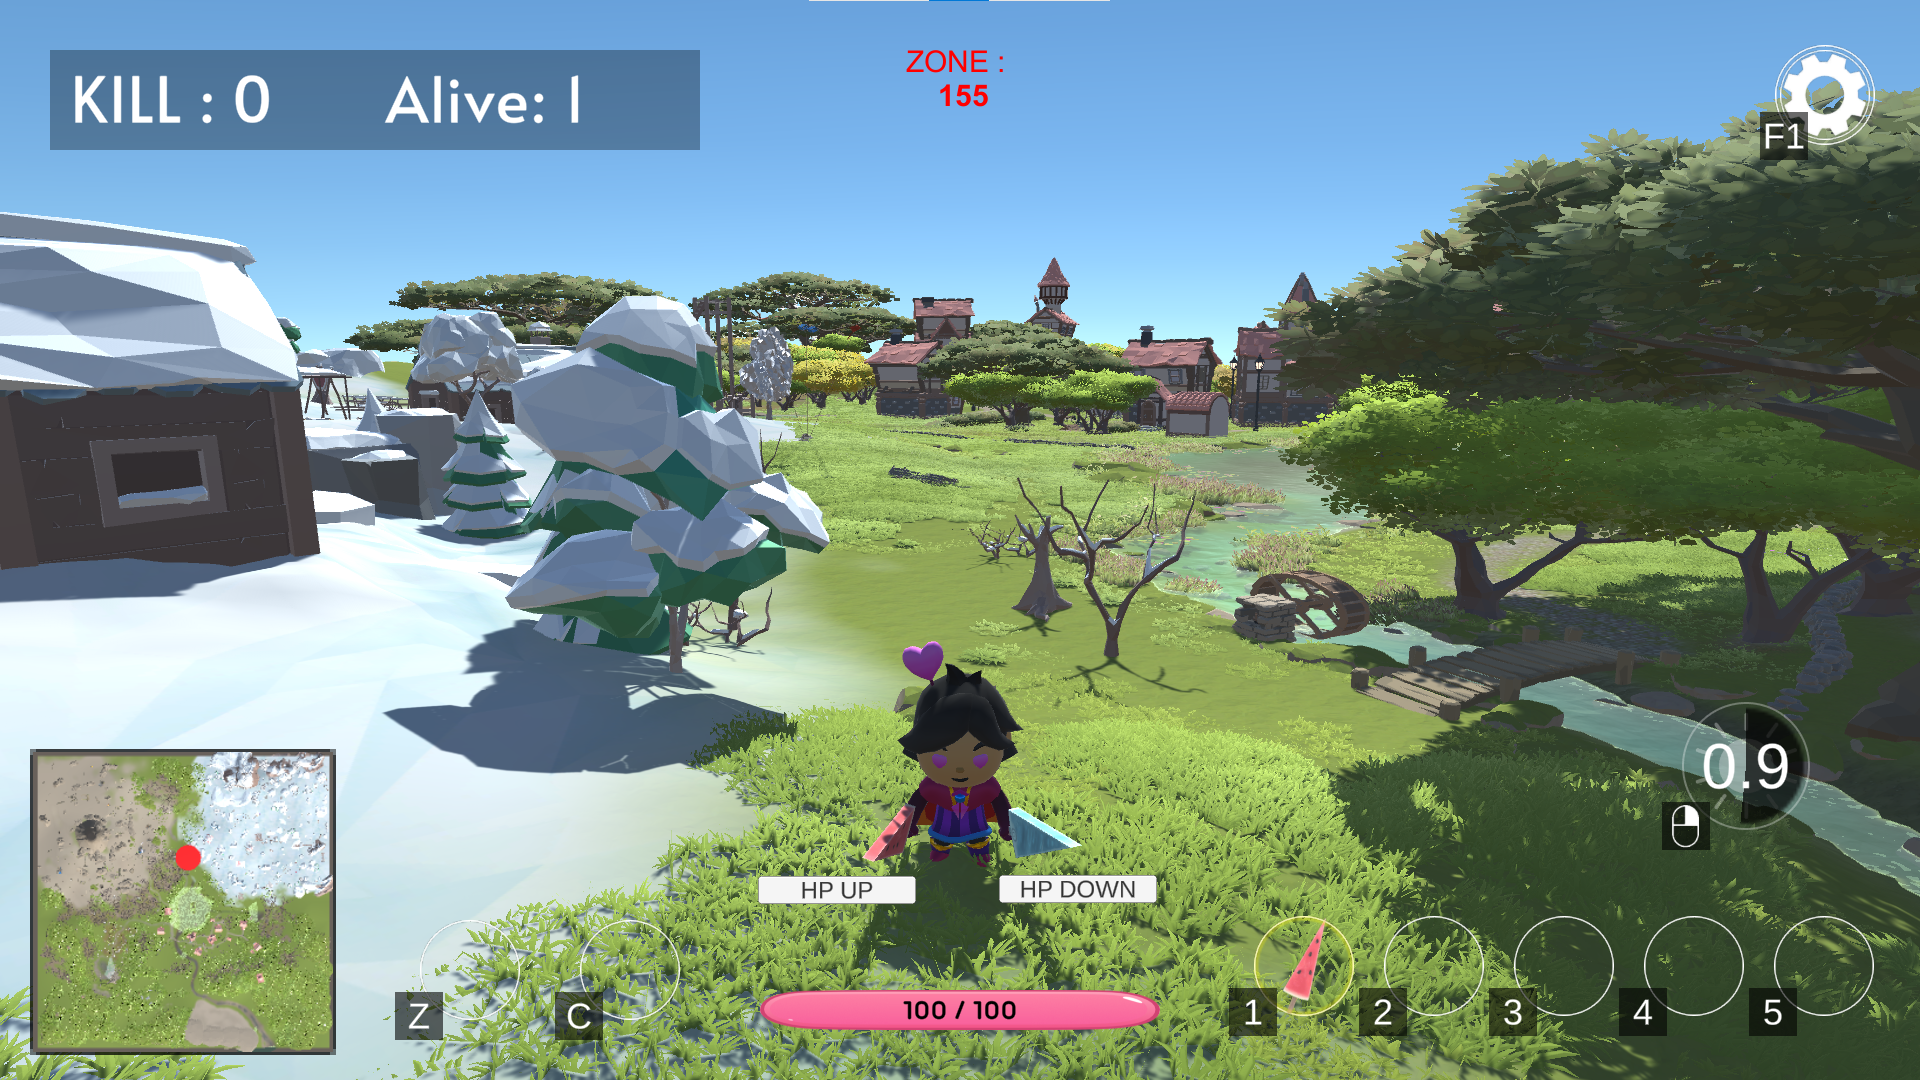 KILL : 0 Alive: 1
ZONE :
155
F1
0.9
HP UP HP DOWN
Z C
100 / 100
1 2 3 4 5